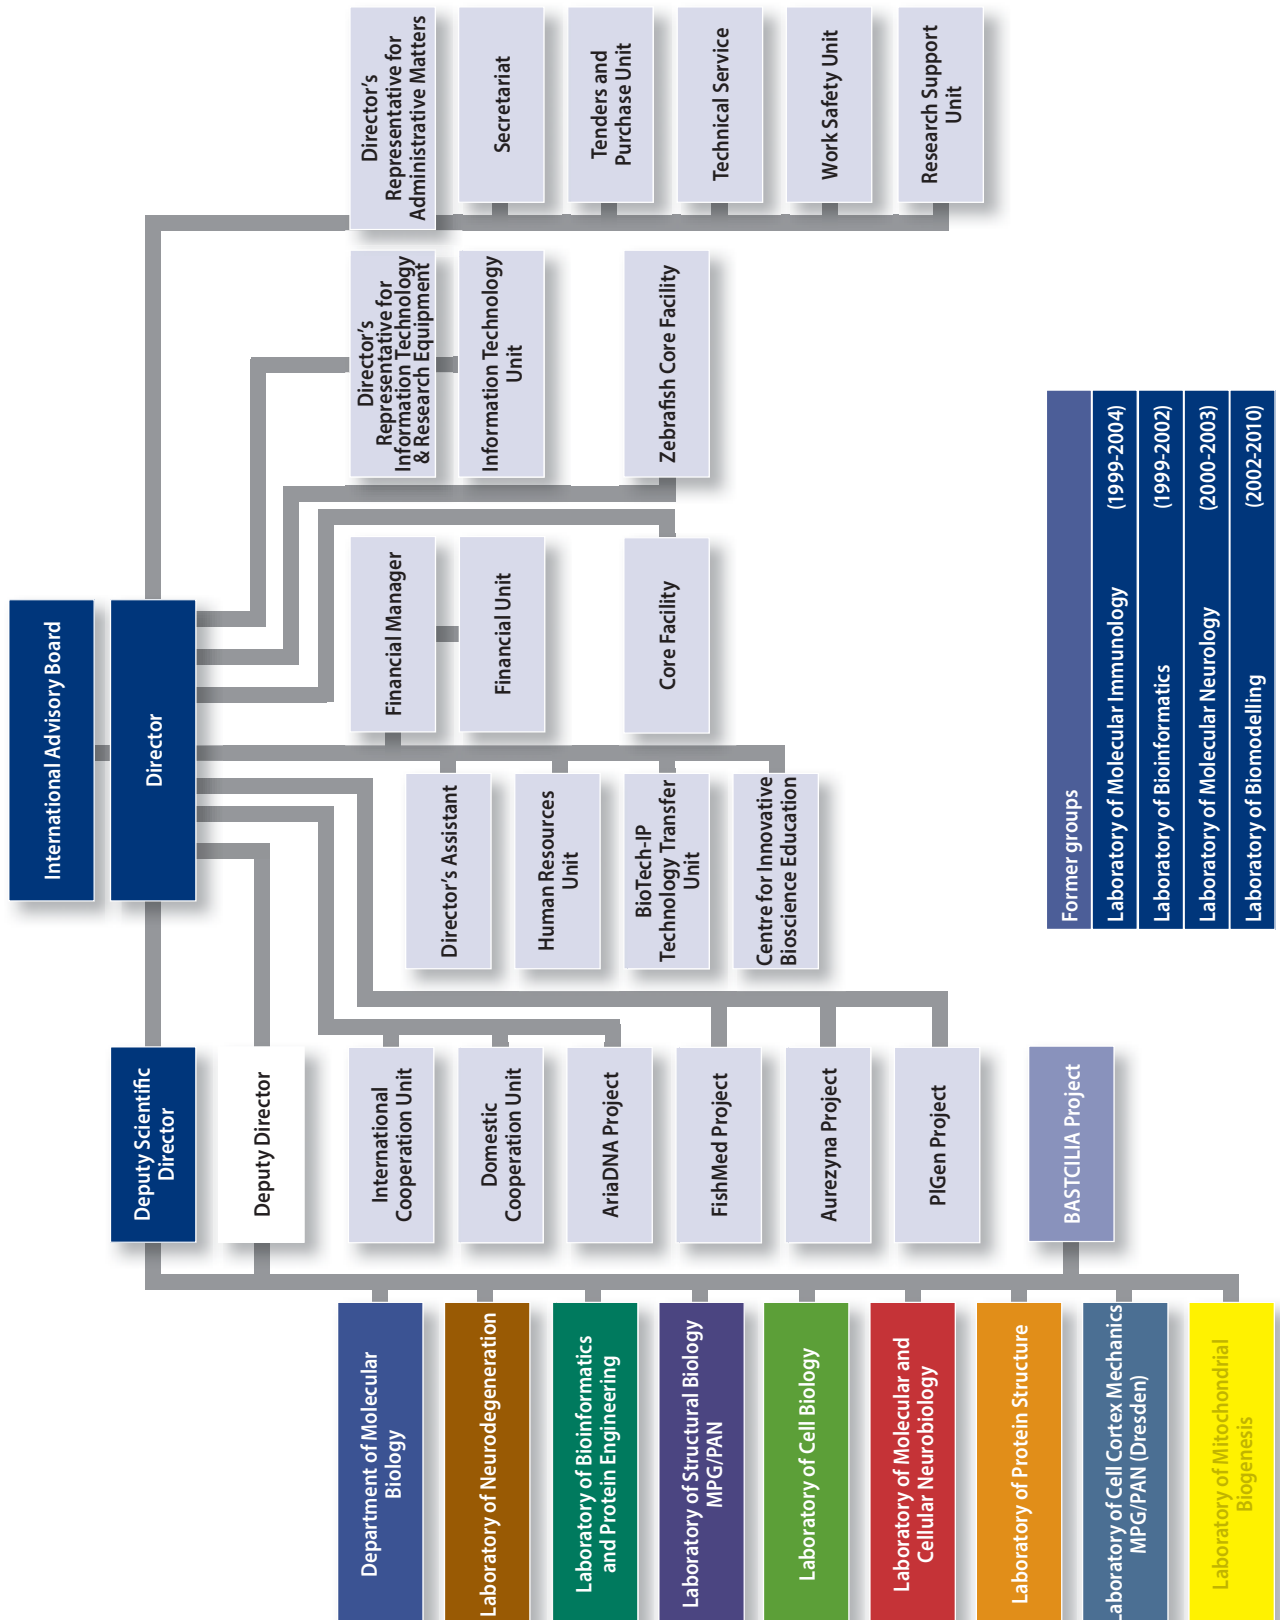 International Advisory Board
Director
Deputy Scientific
Director
Deputy Director
Department of Molecular
Biology
Laboratory of Neurodegeneration
Laboratory of Bioinformatics
and Protein Engineering
Laboratory of Structural Biology
MPG/PAN
Laboratory of Cell Biology
Laboratory of Molecular and
Cellular Neurobiology
Laboratory of Protein Structure
Laboratory of Cell Cortex Mechanics
MPG/PAN (Dresden)
Laboratory of Mitochondrial
Biogenesis
BASTCILIA Project
International
Cooperation Unit
Domestic
Cooperation Unit
AriaDNA Project
FishMed Project
Aurezyna Project
PIGen Project
Director's Assistant
Human Resources
Unit
BioTech-IP
Technology Transfer
Unit
Centre for Innovative
Bioscience Education
Financial Manager
Financial Unit
Core Facility
Director's
Representative for
Information Technology
& Research Equipment
Information Technology
Unit
Zebrafish Core Facility
Director's
Representative for
Administrative Matters
Secretariat
Tenders and
Purchase Unit
Technical Service
Work Safety Unit
Research Support
Unit
Former groups
Laboratory of Molecular Immunology (1999-2004)
Laboratory of Bioinformatics (1999-2002)
Laboratory of Molecular Neurology (2000-2003)
Laboratory of Biomodelling (2002-2010)